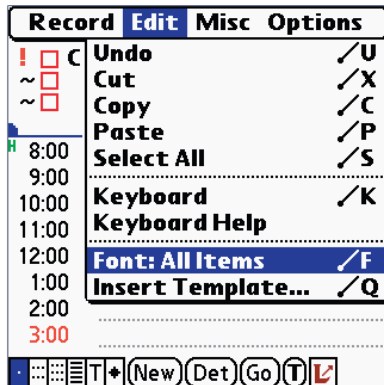 Record Edit Misc Options
! C Undo /U
~ Cut /X
~ Copy /C
Paste /P
H 8:00 Select All /S
9:00
10:00 Keyboard /K
11:00 Keyboard Help
12:00 Font: All Items /F
1:00 Insert Template... /Q
2:00
3:00
T New Det Go T